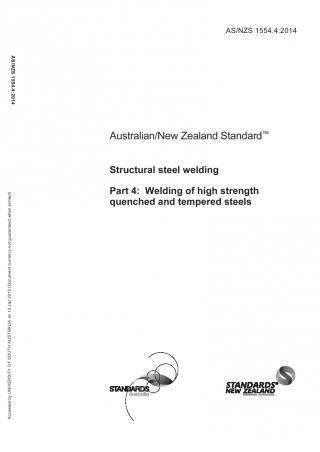 AS/NZS 1554.4:2014
AS/NZS 1554.4:2014
Australian/New Zealand Standard™
Structural steel welding
Part 4: Welding of high strength
quenched and tempered steels
Accessed by UNIVERSITY OF SOUTH AUSTRALIA on 13 Jan 2015 (Document currency not guaranteed when printed)
STANDARDS
Australia
STANDARDS
NEW ZEALAND